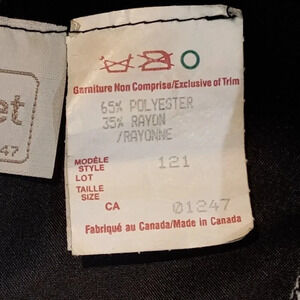 et
47
Garniture Non Comprise/Exclusive of Trim
65% POLYESTER
35% RAYON
/RAYONNE
MODÈLE
STYLE 121
LOT
TAILLE
SIZE
CA 01247
Fabriqué au Canada/Made in Canada